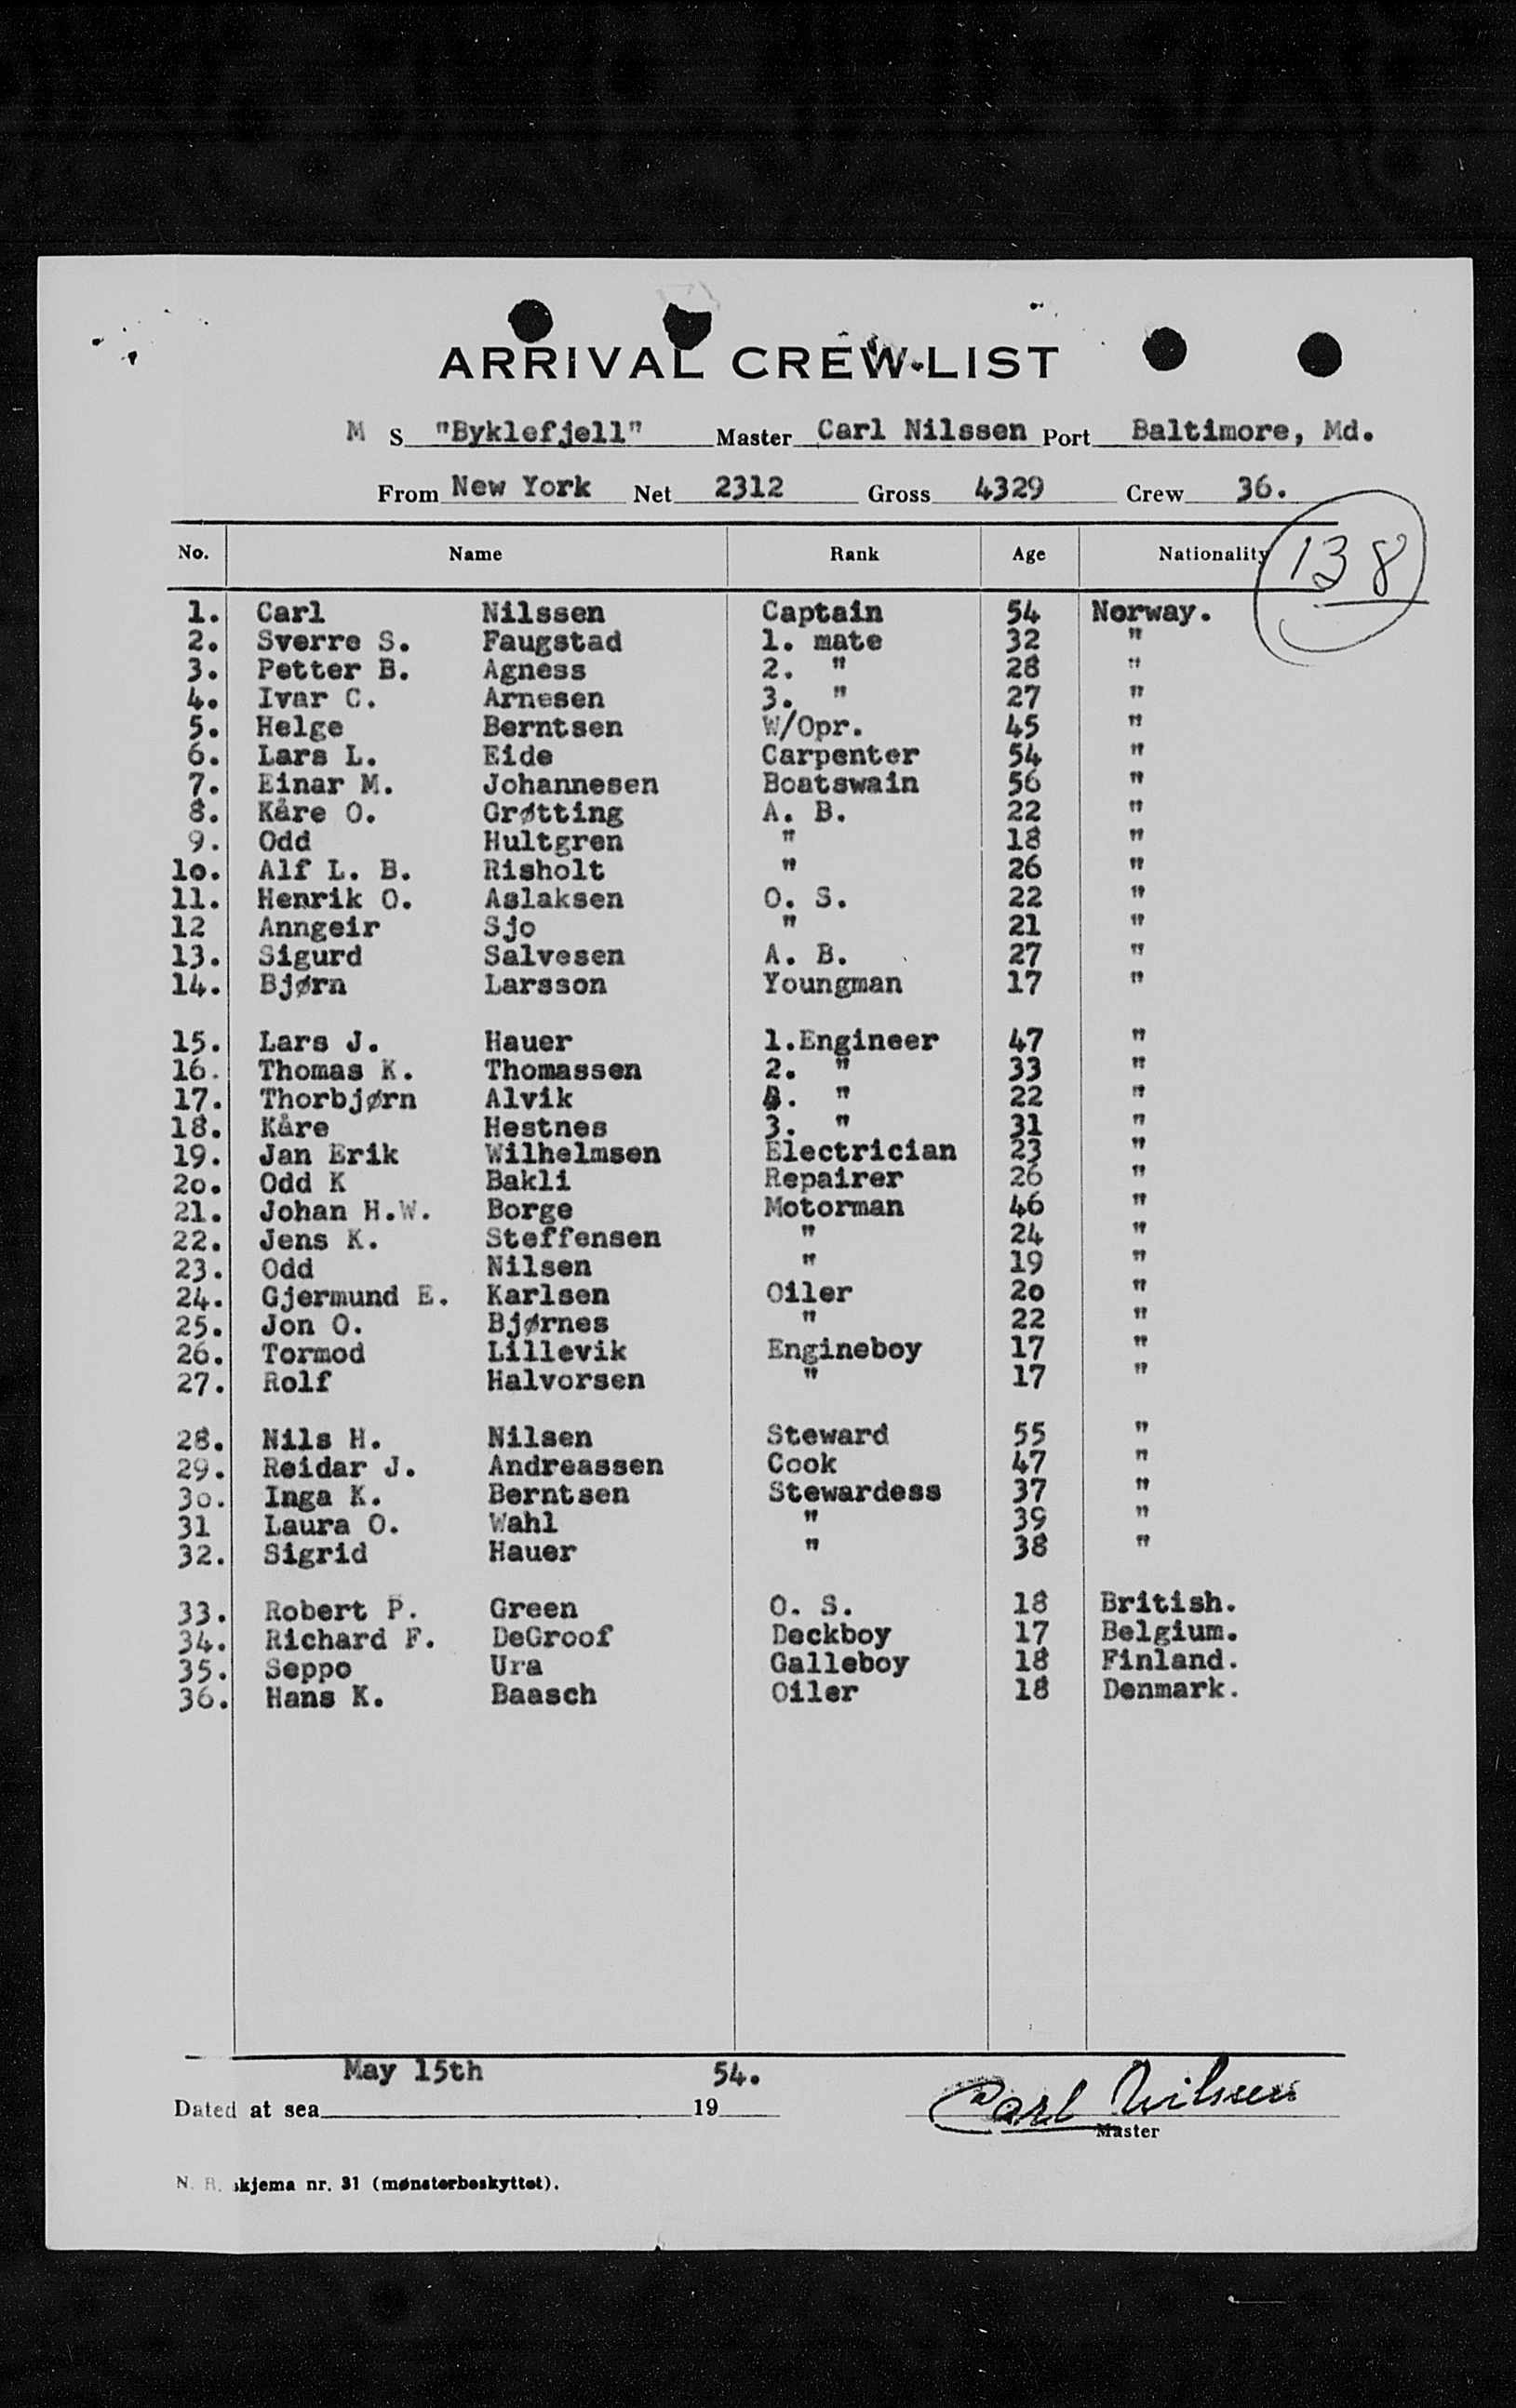 ARRIVAL CREW-LIST
M S "Byklefjell" Master Carl Nilssen Port Baltimore, Md.
From New York Net 2312 Gross 4329 Crew 36.
No. Name Rank Age Nationality 138
1. Carl Nilssen Captain 54 Norway.
2. Sverre S. Faugstad 1. mate 32 "
3. Petter B. Agness 2. " 28 "
4. Ivar C. Arnesen 3. " 27 "
5. Helge Berntsen W/Opr. 45 "
6. Lars L. Eide Carpenter 54 "
7. Einar M. Johannesen Boatswain 56 "
8. Kåre O. Grøtting A. B. 22 "
9. Odd Hultgren " 18 "
10. Alf L. B. Risholt " 26 "
11. Henrik O. Aslaksen O. S. 22 "
12 Anngeir Sjo " 21 "
13. Sigurd Salvesen A. B. 27 "
14. Bjørn Larsson Youngman 17 "
15. Lars J. Hauer 1.Engineer 47 "
16. Thomas K. Thomassen 2. " 33 "
17. Thorbjørn Alvik " 22 "
18. Kåre Hestnes 3. " 31 "
19. Jan Erik Wilhelmsen Electrician 23 "
20. Odd K Bakli Repairer 26 "
21. Johan H.W. Borge Motorman 46 "
22. Jens K. Steffensen " 24 "
23. Odd Nilsen " 19 "
24. Gjermund E. Karlsen Oiler 20 "
25. Jon O. Bjørnes " 22 "
26. Tormod Lillevik Engineboy 17 "
27. Rolf Halvorsen " 17 "
28. Nils H. Nilsen Steward 55 "
29. Reidar J. Andreassen Cook 47 "
30. Inga K. Berntsen Stewardess 37 "
31 Laura O. Wahl " 39 "
32. Sigrid Hauer " 38 "
33. Robert P. Green O. S. 18 British.
34. Richard F. DeGroof Deckboy 17 Belgium.
35. Seppo Ura Galleboy 18 Finland.
36. Hans K. Baasch Oiler 18 Denmark.
May 15th 54.
Dated at sea 19 Carl Nilssen
Master
N. R. skjema nr. 31 (mønsterbeskyttet).